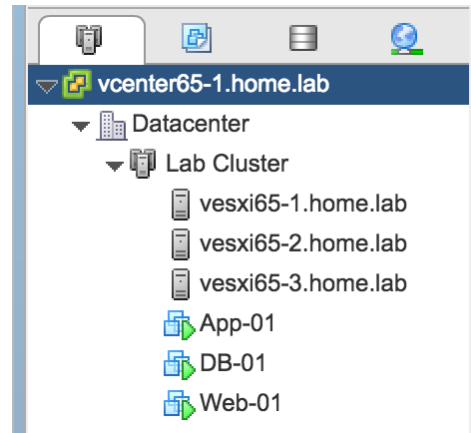 vcenter65-1.home.lab
Datacenter
Lab Cluster
vesxi65-1.home.lab
vesxi65-2.home.lab
vesxi65-3.home.lab
App-01
DB-01
Web-01